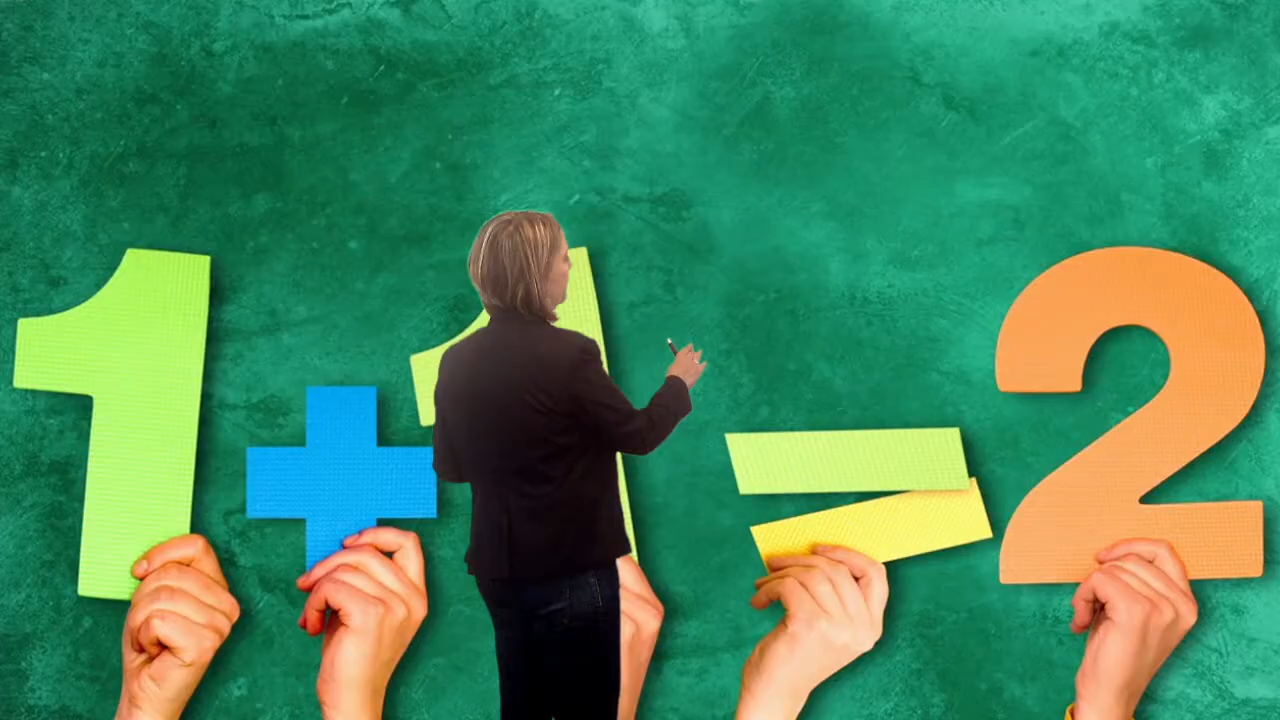 1 + 1 = 2